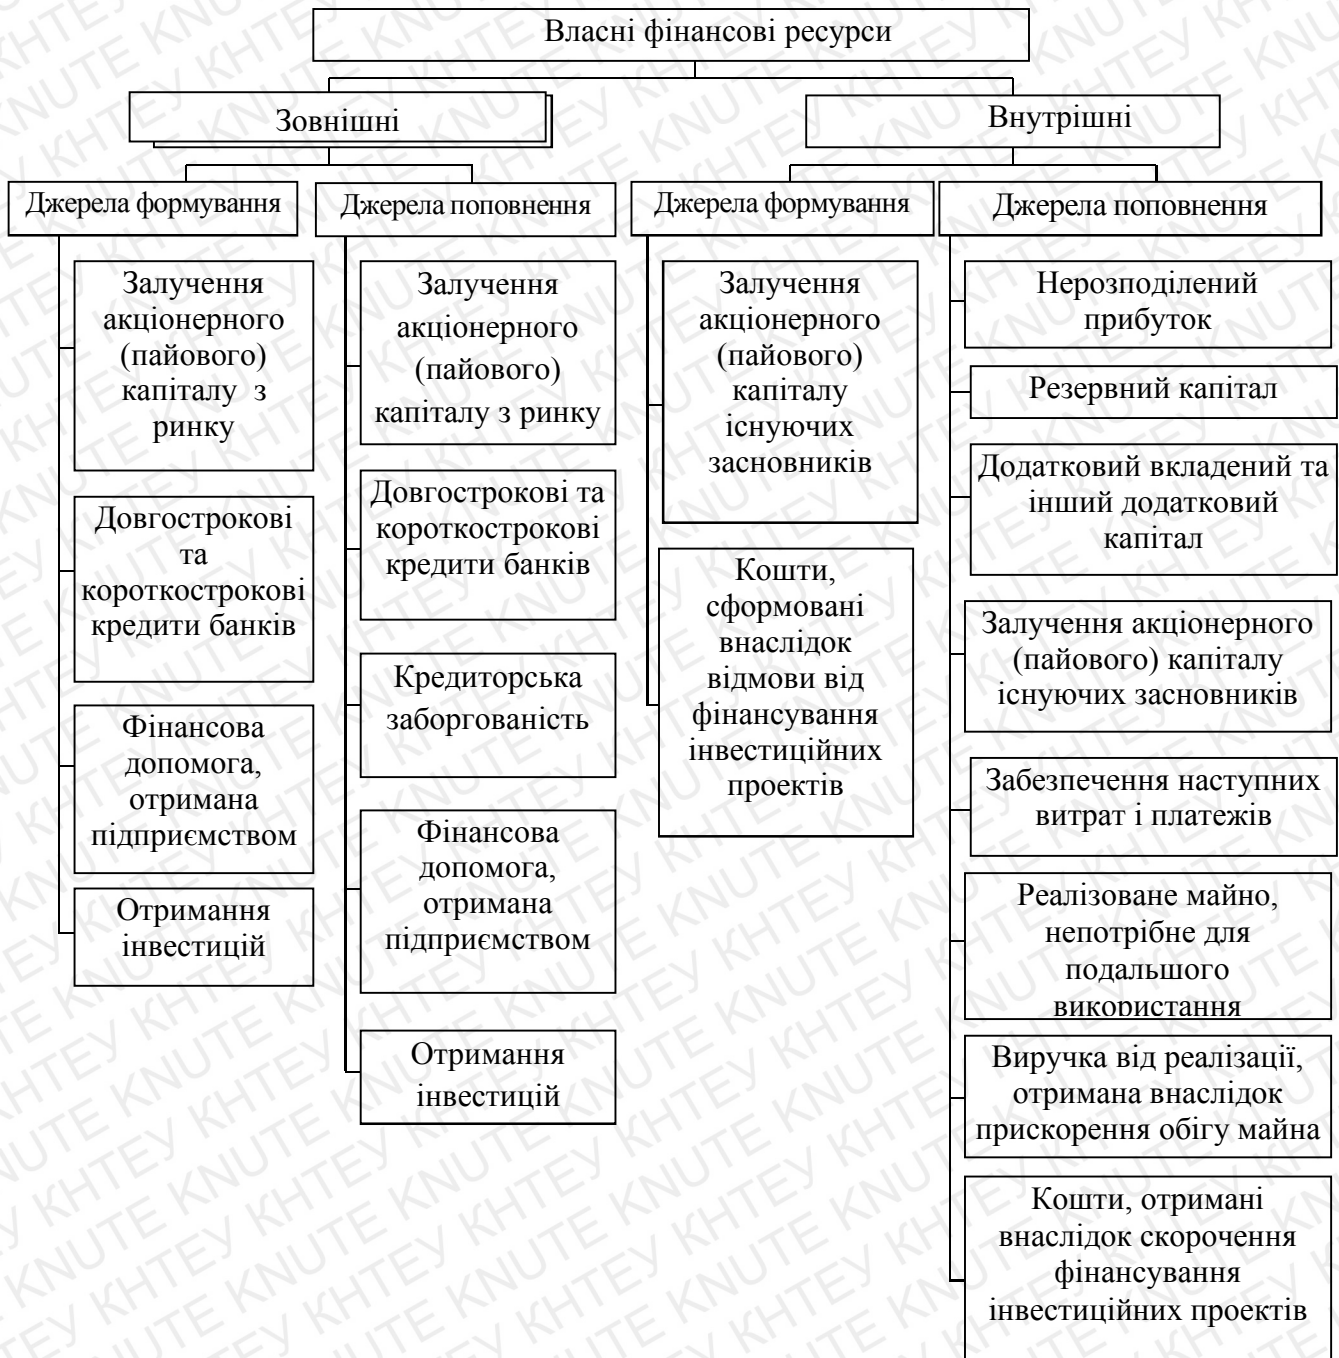 Власні фінансові ресурси
Зовнішні
Внутрішні
Джерела формування
Джерела поповнення
Джерела формування
Джерела поповнення
Залучення
акціонерного
(пайового)
капіталу з
ринку
Довгострокові
та
короткострокові
кредити банків
Фінансова
допомога,
отримана
підприємством
Отримання
інвестицій
Залучення
акціонерного
(пайового)
капіталу з ринку
Довгострокові та
короткострокові
кредити банків
Кредиторська
заборгованість
Фінансова
допомога,
отримана
підприємством
Отримання
інвестицій
Залучення
акціонерного
(пайового)
капіталу
існуючих
засновників
Кошти,
сформовані
внаслідок
відмови від
фінансування
інвестиційних
проектів
Нерозподілений
прибуток
Резервний капітал
Додатковий вкладений та
інший додатковий
капітал
Залучення акціонерного
(пайового) капіталу
існуючих засновників
Забезпечення наступних
витрат і платежів
Реалізоване майно,
непотрібне для
подальшого
використання
Виручка від реалізації,
отримана внаслідок
прискорення обігу майна
Кошти, отримані
внаслідок скорочення
фінансування
інвестиційних проектів